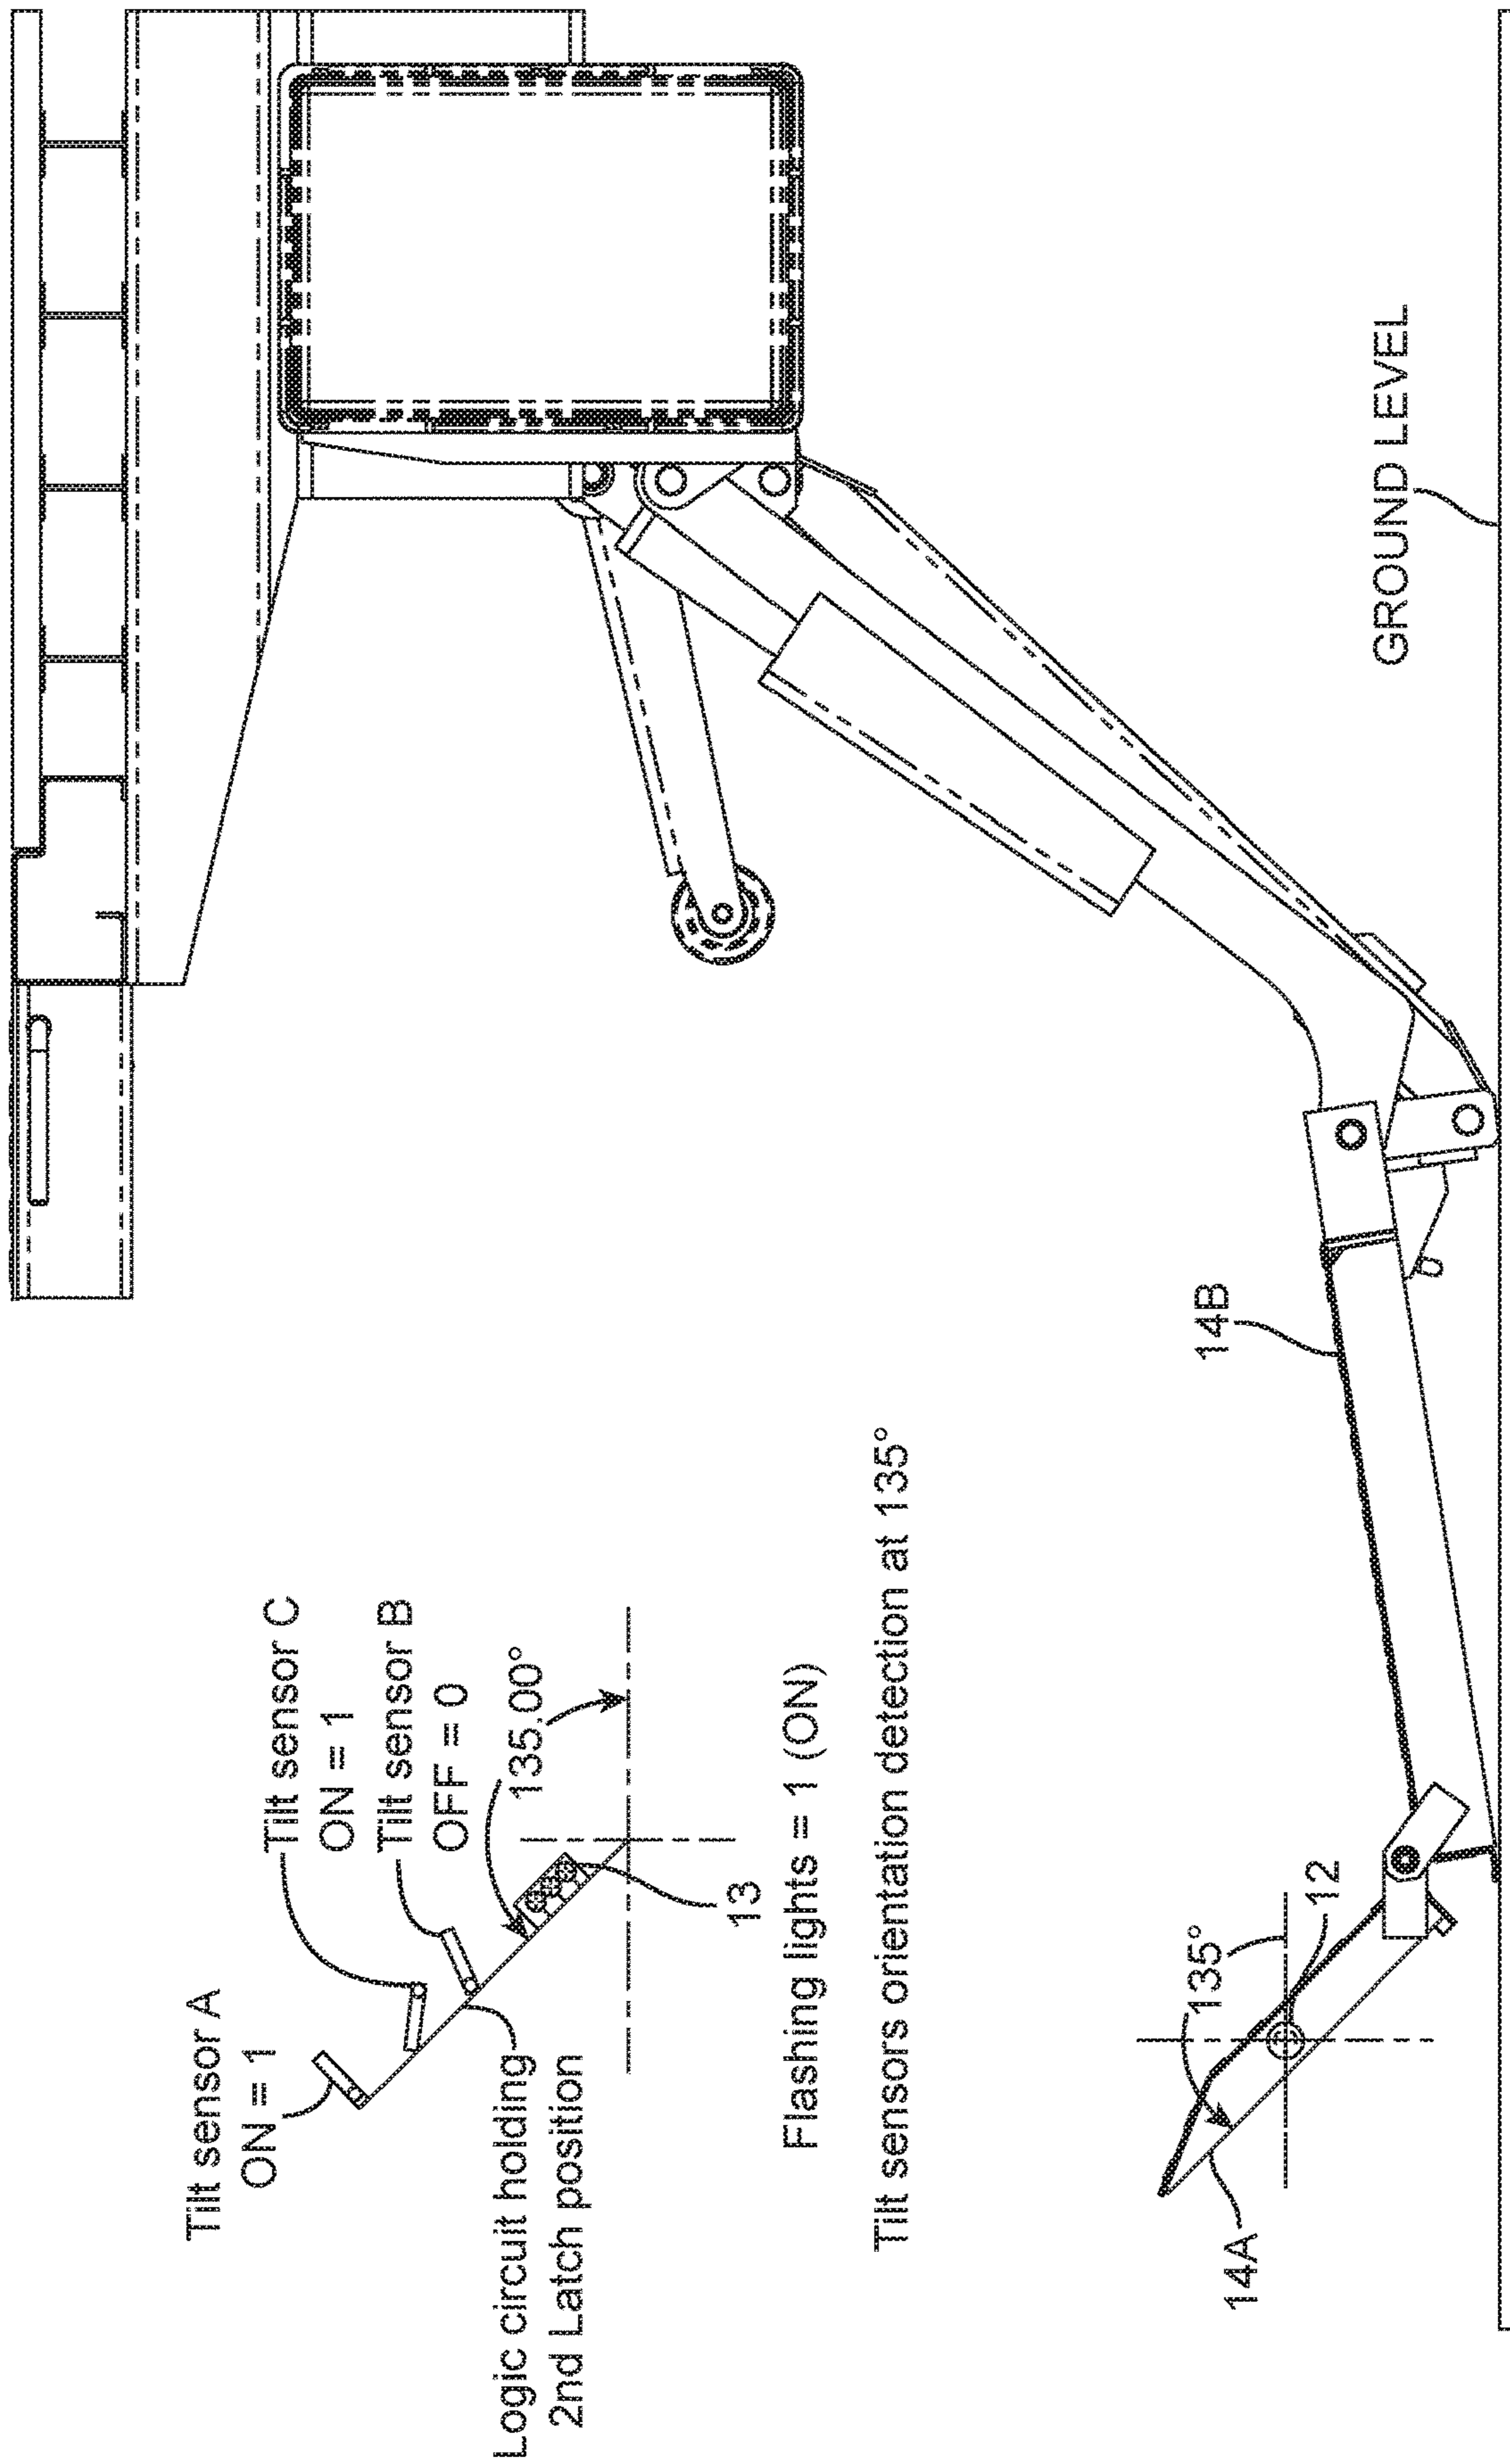 Tilt sensor A
ON = 1
Tilt sensor C
ON = 1
Tilt sensor B
OFF = 0
135.00°
Logic circuit holding
2nd Latch position
13
Flashing lights = 1 (ON)
Tilt sensors orientation detection at 135°
14A
135°
12
14B
GROUND LEVEL